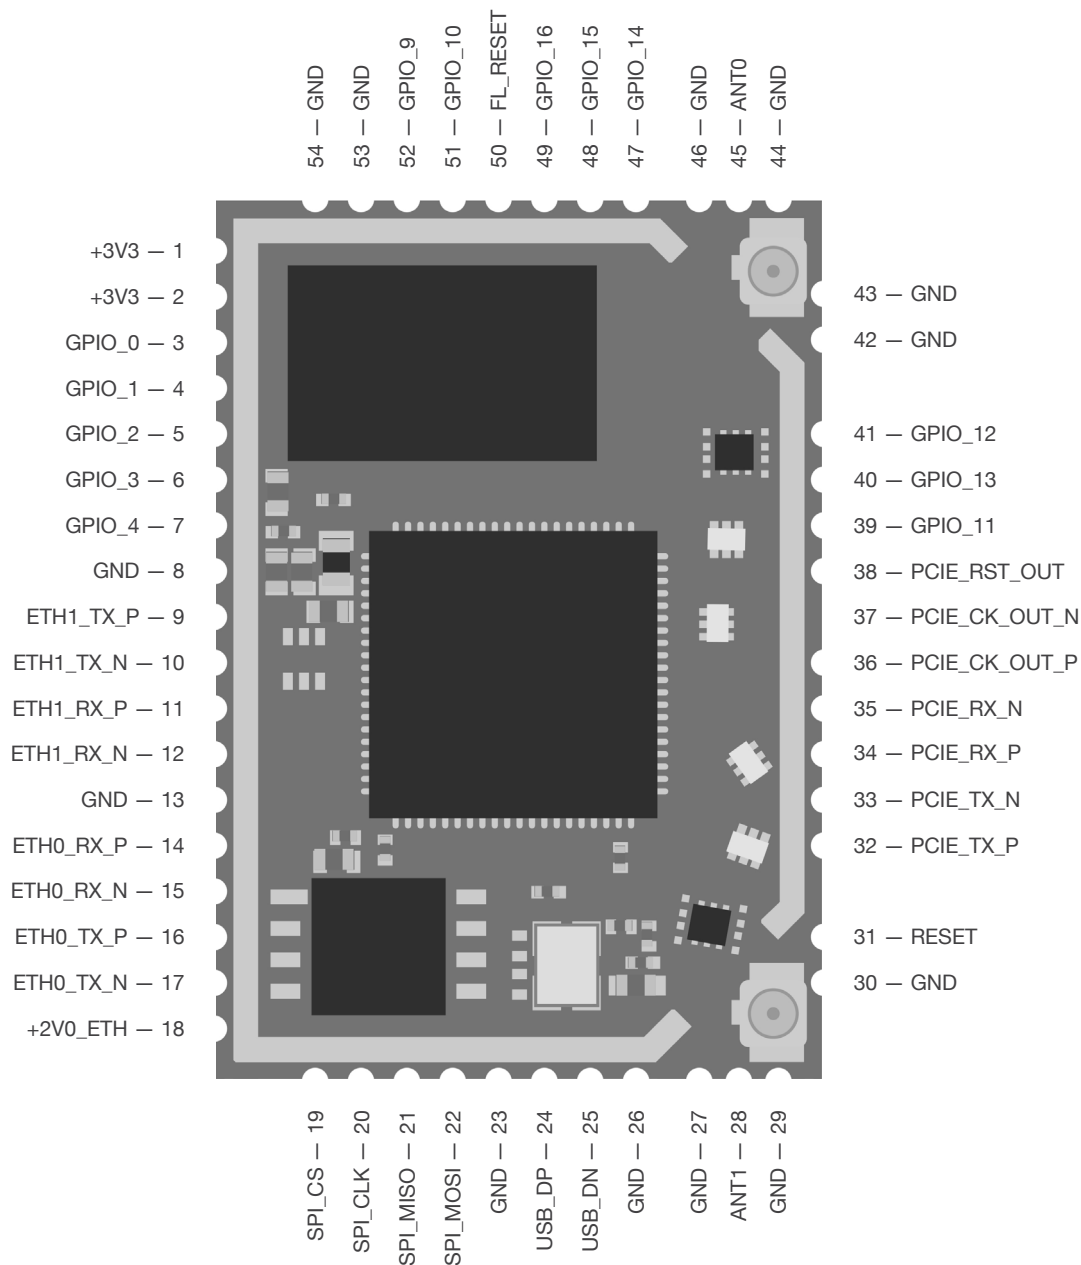 54 — GND
53 — GND
52 — GPIO_9
51 — GPIO_10
50 — FL_RESET
49 — GPIO_16
48 — GPIO_15
47 — GPIO_14
46 — GND
45 — ANT0
44 — GND
+3V3 — 1
+3V3 — 2
GPIO_0 — 3
GPIO_1 — 4
GPIO_2 — 5
GPIO_3 — 6
GPIO_4 — 7
GND — 8
ETH1_TX_P — 9
ETH1_TX_N — 10
ETH1_RX_P — 11
ETH1_RX_N — 12
GND — 13
ETH0_RX_P — 14
ETH0_RX_N — 15
ETH0_TX_P — 16
ETH0_TX_N — 17
+2V0_ETH — 18
43 — GND
42 — GND
41 — GPIO_12
40 — GPIO_13
39 — GPIO_11
38 — PCIE_RST_OUT
37 — PCIE_CK_OUT_N
36 — PCIE_CK_OUT_P
35 — PCIE_RX_N
34 — PCIE_RX_P
33 — PCIE_TX_N
32 — PCIE_TX_P
31 — RESET
30 — GND
SPI_CS — 19
SPI_CLK — 20
SPI_MISO — 21
SPI_MOSI — 22
GND — 23
USB_DP — 24
USB_DN — 25
GND — 26
GND — 27
ANT1 — 28
GND — 29